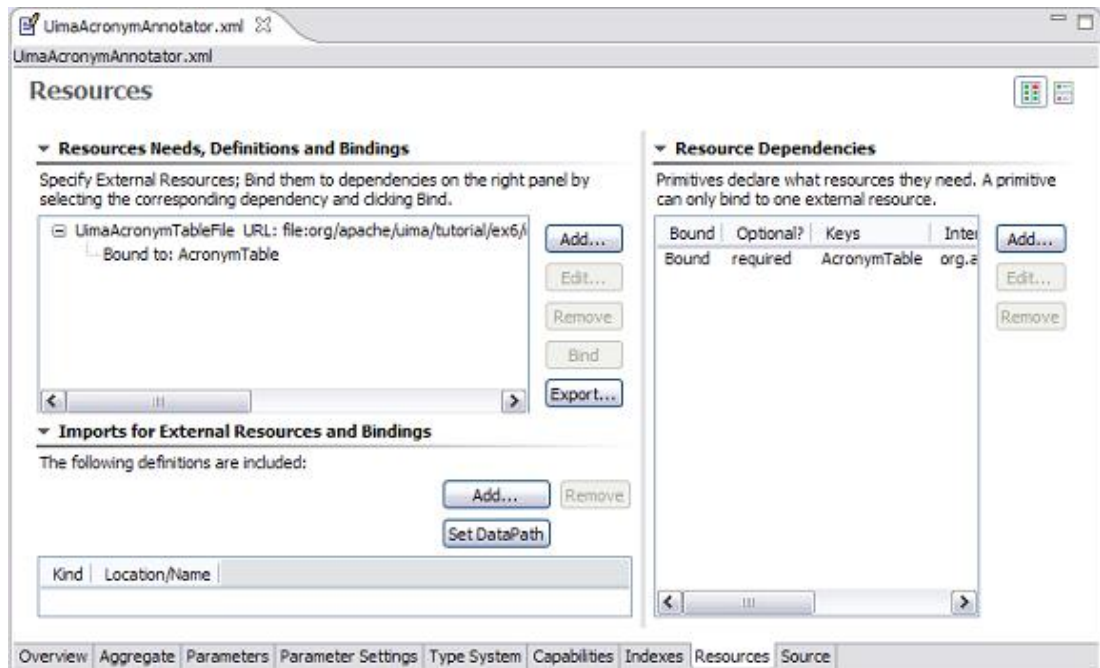 UimaAcronymAnnotator.xml
UimaAcronymAnnotator.xml
Resources
Resources Needs, Definitions and Bindings
Specify External Resources; Bind them to dependencies on the right panel by
selecting the corresponding dependency and clicking Bind.
UimaAcronymTableFile URL: file:org/apache/uima/tutorial/ex6/
Bound to: AcronymTable
Add...
Edit...
Remove
Bind
Export...
Imports for External Resources and Bindings
The following definitions are included:
Add... Remove
Set DataPath
Kind Location/Name
Resource Dependencies
Primitives declare what resources they need. A primitive
can only bind to one external resource.
Bound Optional? Keys Inter
Bound required AcronymTable org.a
Add...
Edit...
Remove
Overview Aggregate Parameters Parameter Settings Type System Capabilities Indexes Resources Source